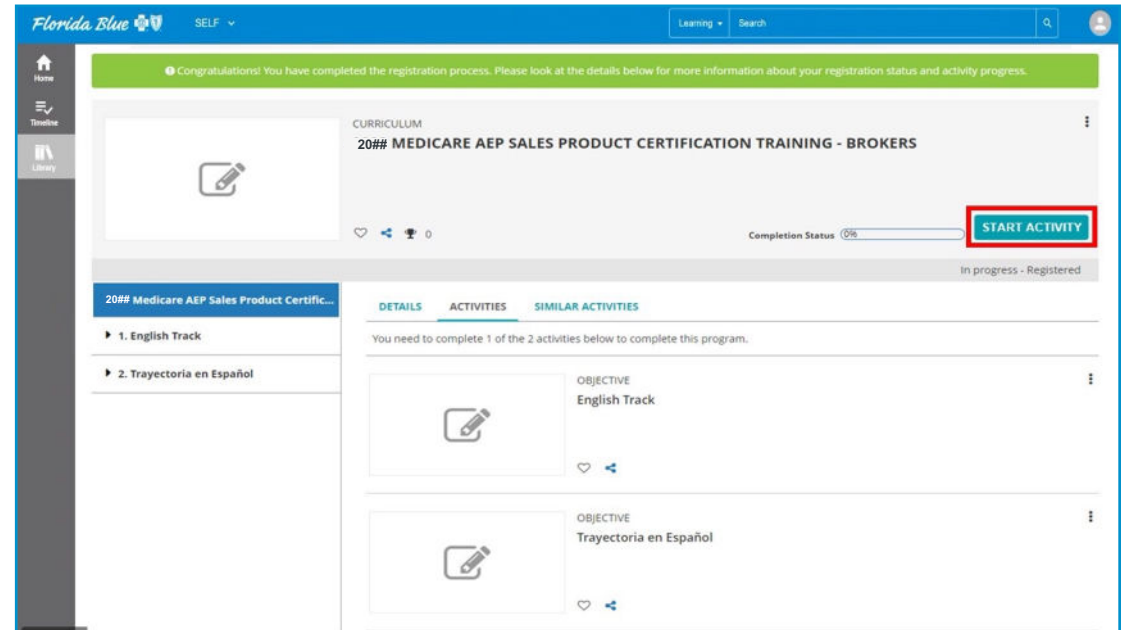 Florida Blue
SELF
Learning
Search
Home
Timeline
Library
Congratulations! You have completed the registration process. Please look at the details below for more information about your registration status and activity progress.
CURRICULUM
20## MEDICARE AEP SALES PRODUCT CERTIFICATION TRAINING - BROKERS
0
Completion Status 0%
START ACTIVITY
In progress - Registered
20## Medicare AEP Sales Product Certific...
1. English Track
2. Trayectoria en Español
DETAILS ACTIVITIES SIMILAR ACTIVITIES
You need to complete 1 of the 2 activities below to complete this program.
OBJECTIVE
English Track
OBJECTIVE
Trayectoria en Español